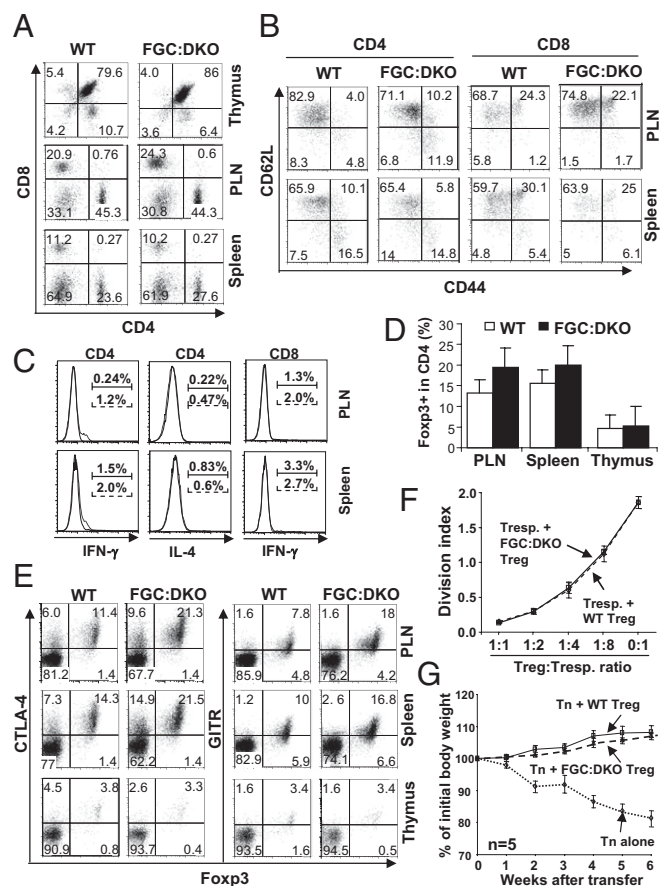 A
WT FGC:DKO
5.4 79.6 4.0 86
4.2 10.7 3.6 6.4
Thymus
20.9 0.76 24.3 0.6
33.1 45.3 30.8 44.3
PLN
11.2 0.27 10.2 0.27
64.9 23.6 61.9 27.6
Spleen
CD8
CD4
B
CD4 CD8
WT FGC:DKO WT FGC:DKO
82.9 4.0 71.1 10.2 68.7 24.3 74.8 22.1
8.3 4.8 6.8 11.9 5.8 1.2 1.5 1.7
PLN
65.9 10.1 65.4 5.8 59.7 30.1 63.9 25
7.5 16.5 14 14.8 4.8 5.4 5 6.1
Spleen
CD62L
CD44
C
CD4 CD4 CD8
0.24% 0.22% 1.3%
1.2% 0.47% 2.0%
PLN
1.5% 0.83% 3.3%
2.0% 0.6% 2.7%
Spleen
IFN-γ IL-4 IFN-γ
D
WT FGC:DKO
Foxp3+ in CD4 (%)
30
25
20
15
10
5
0
PLN Spleen Thymus
E
WT FGC:DKO WT FGC:DKO
6.0 11.4 9.6 21.3 1.6 7.8 1.6 18
81.2 1.4 67.7 1.4 85.9 4.8 76.2 4.2
PLN
7.3 14.3 14.9 21.5 1.2 10 2.6 16.8
77 1.4 62.2 1.4 82.9 5.9 74.1 6.6
Spleen
4.5 3.8 2.6 3.3 1.6 3.4 1.6 3.4
90.9 0.8 93.7 0.4 93.5 1.6 94.5 0.5
Thymus
CTLA-4
GITR
Foxp3
F
Division index
2.0
1.5
1.0
0.5
0.0
Tresp. +
FGC:DKO
Treg
Tresp. +
WT Treg
1:1 1:2 1:4 1:8 0:1
Treg:Tresp. ratio
G
% of initial body weight
120
110
100
90
80
70
Tn + WT Treg
Tn + FGC:DKO Treg
Tn alone
n=5
0 1 2 3 4 5 6
Weeks after transfer